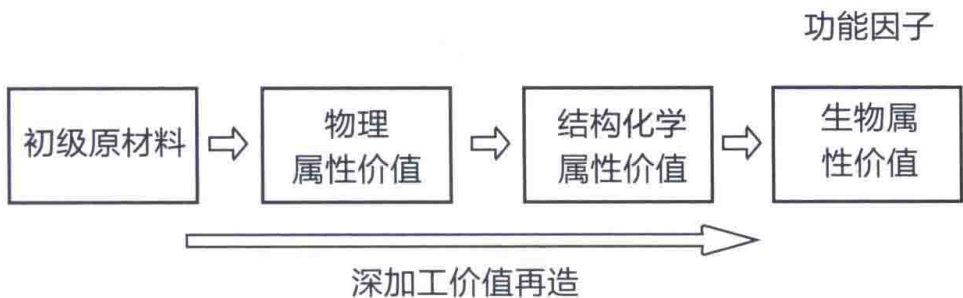 功能因子
初级原材料
物理
属性价值
结构化学
属性价值
生物属
性价值
深加工价值再造